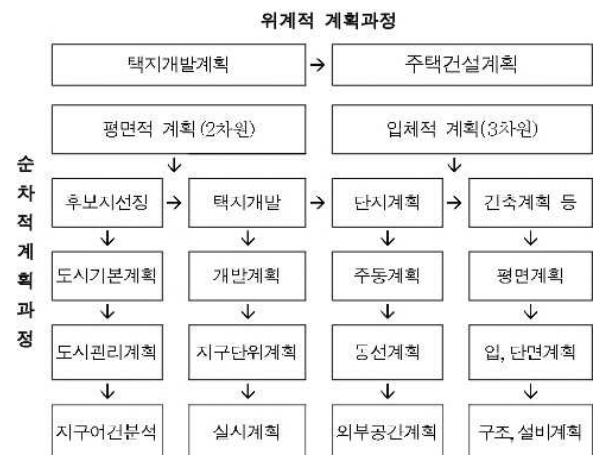 위계적 계획과정
택지개발계획 → 주택건설계획
평면적 계획(2차원) 입체적 계획(3차원)
순차적계획과정
후보지선정 → 택지개발 → 단지계획 → 건축계획 등
도시기본계획 개발계획 주동계획 평면계획
도시관리계획 지구단위계획 동선계획 입, 단면계획
지구여건분석 실시계획 외부공간계획 구조, 설비계획